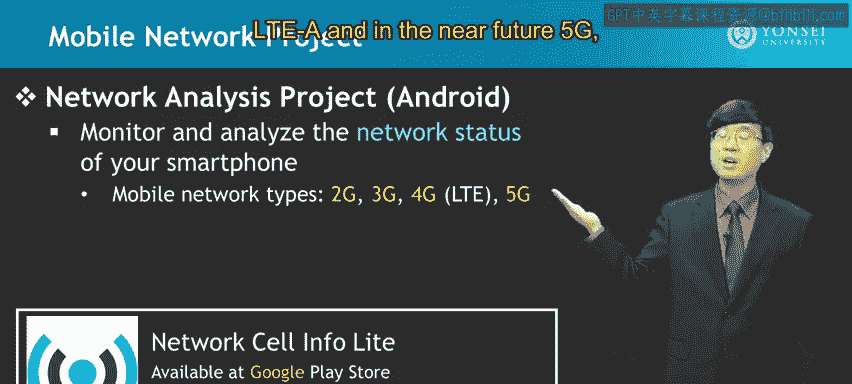 GPT中英字幕课程资源@bilibili.com
LTE-A and in the near future 5G,
Mobile Network Project
YONSEI
UNIVERSITY
❖ Network Analysis Project (Android)
▪ Monitor and analyze the network status
of your smartphone
• Mobile network types: 2G, 3G, 4G (LTE), 5G
Network Cell Info Lite
Available at Google Play Store